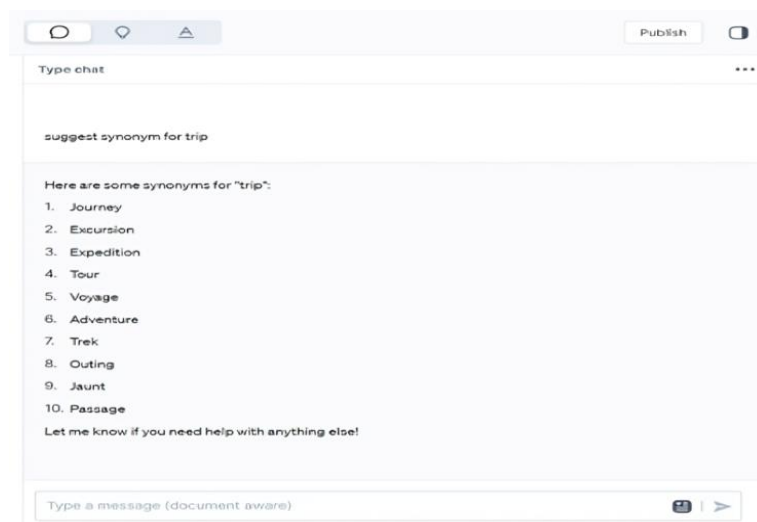 Publish
Type chat
suggest synonym for trip
Here are some synonyms for "trip":
1. Journey
2. Excursion
3. Expedition
4. Tour
5. Voyage
6. Adventure
7. Trek
8. Outing
9. Jaunt
10. Passage
Let me know if you need help with anything else!
Type a message (document aware)